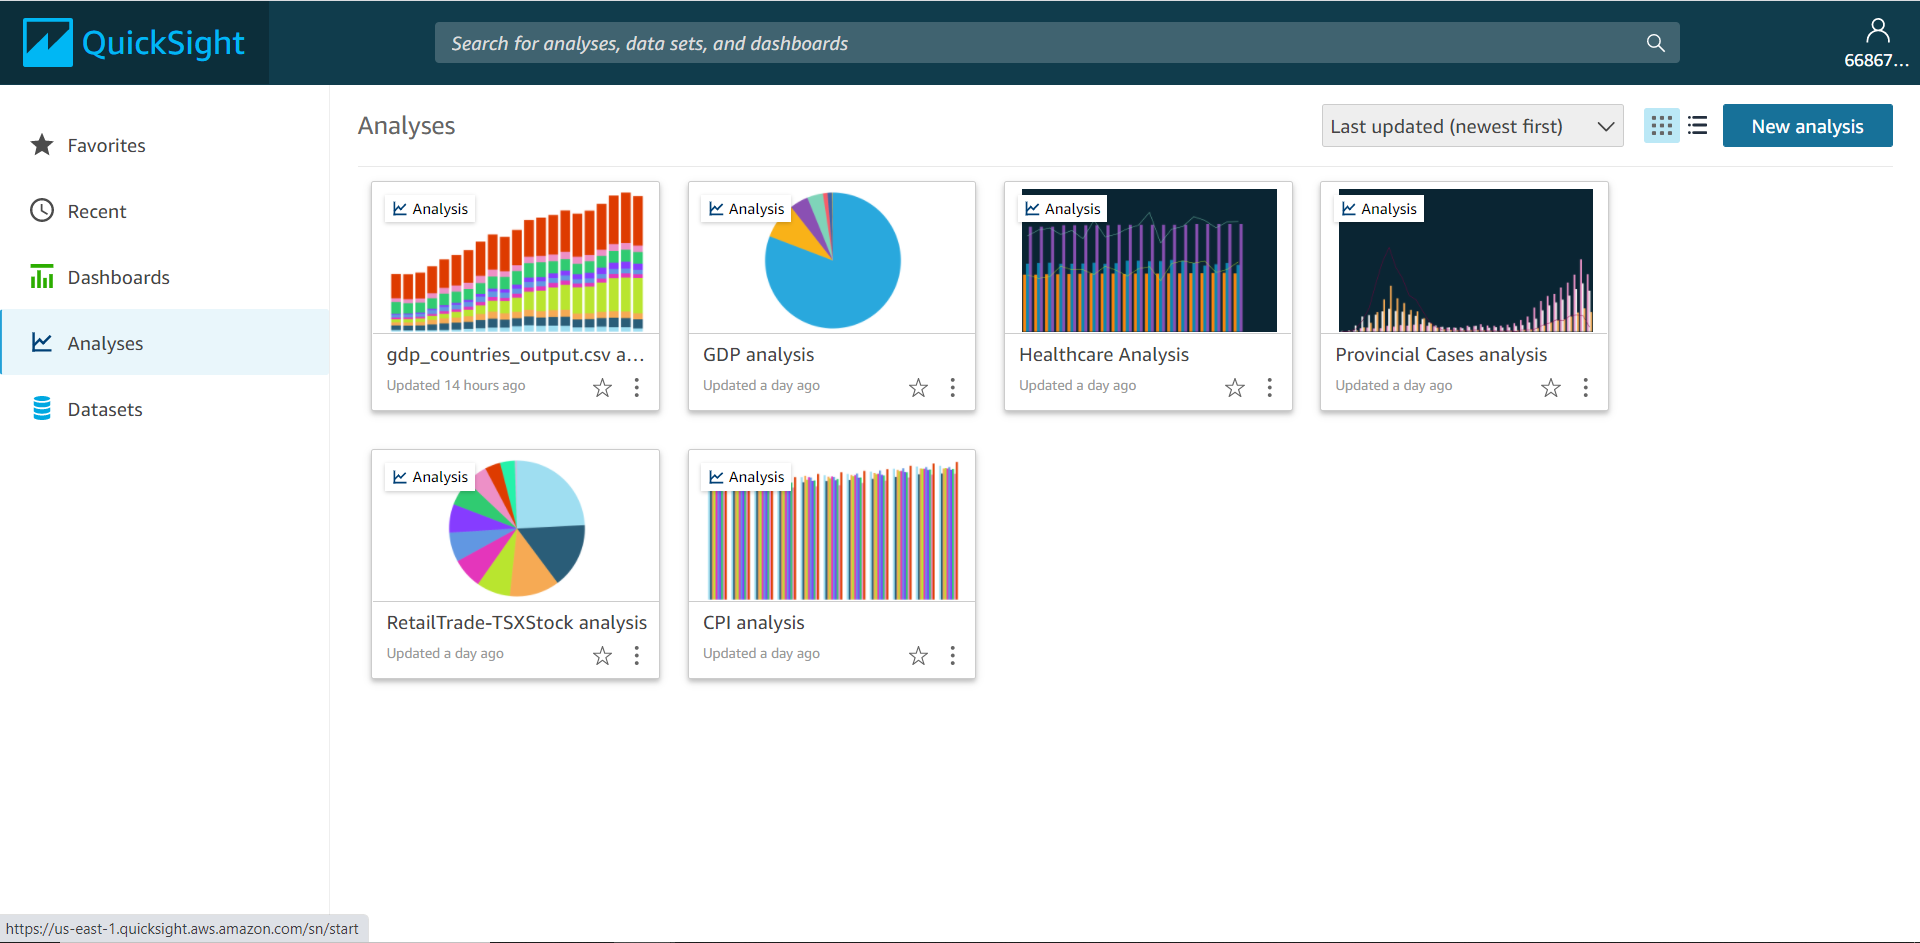 QuickSight
Search for analyses, data sets, and dashboards
66867...
Favorites
Recent
Dashboards
Analyses
Datasets
Analyses
Last updated (newest first)
New analysis
Analysis
gdp_countries_output.csv a...
Updated 14 hours ago
Analysis
GDP analysis
Updated a day ago
Analysis
Healthcare Analysis
Updated a day ago
Analysis
Provincial Cases analysis
Updated a day ago
Analysis
RetailTrade-TSXStock analysis
Updated a day ago
Analysis
CPI analysis
Updated a day ago
https://us-east-1.quicksight.aws.amazon.com/sn/start